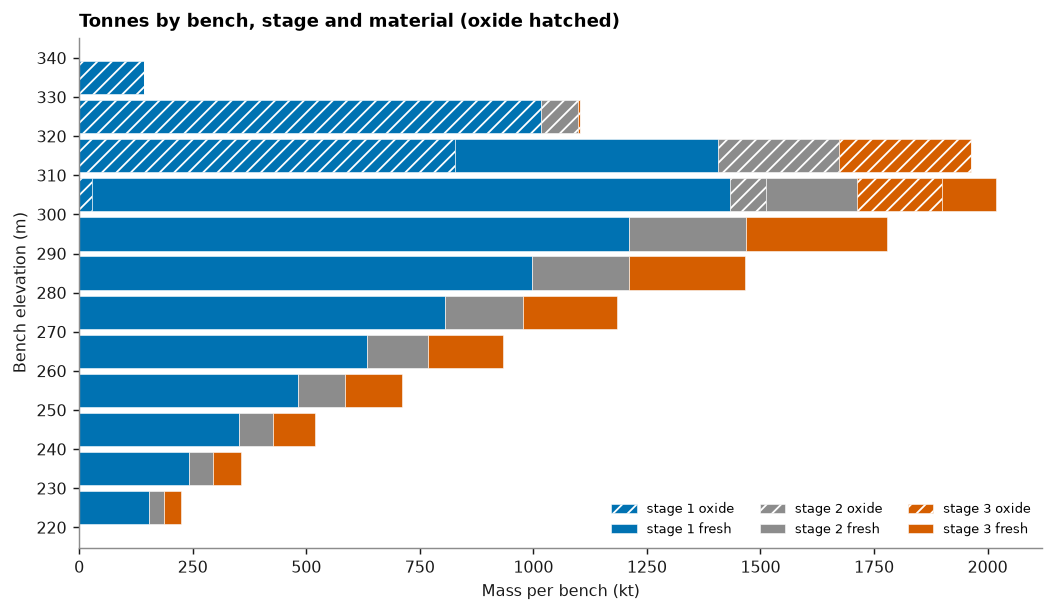 Tonnes by bench, stage and material (oxide hatched)
340
330
320
310
300
290
280
270
260
250
240
230
220
Bench elevation (m)
stage 1 oxide
stage 2 oxide
stage 3 oxide
stage 1 fresh
stage 2 fresh
stage 3 fresh
0
250
500
750
1000
1250
1500
1750
2000
Mass per bench (kt)